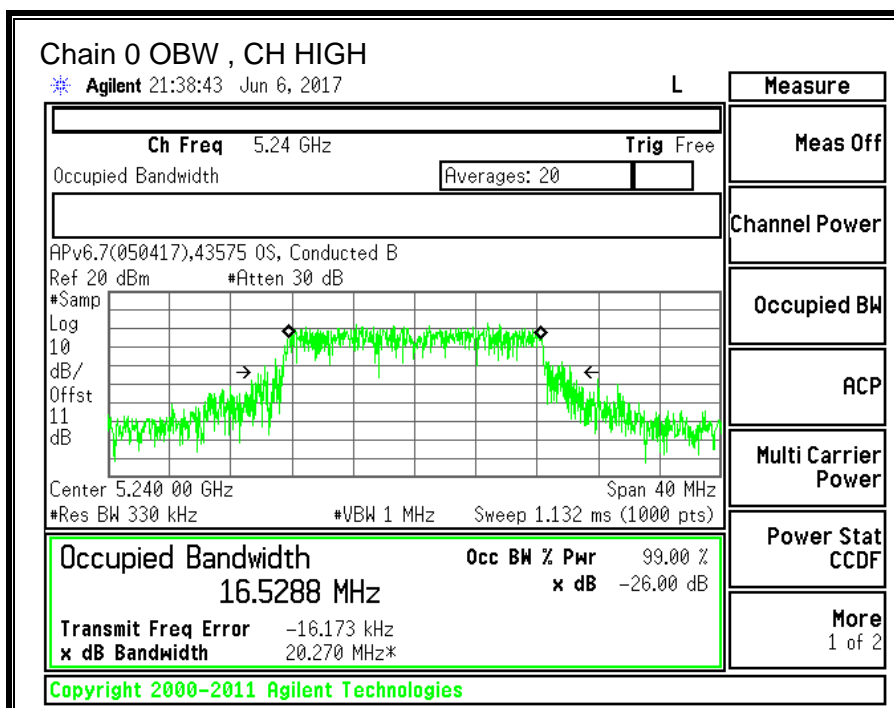 Chain 0 OBW , CH HIGH
Agilent 21:38:43 Jun 6, 2017 L
Ch Freq 5.24 GHz Trig Free
Occupied Bandwidth Averages: 20
APv6.7(050417),43575 OS, Conducted B
Ref 20 dBm #Atten 30 dB
#Samp
Log
10
dB/
Offst
11
dB
Center 5.240 00 GHz Span 40 MHz
#Res BW 330 kHz #VBW 1 MHz Sweep 1.132 ms (1000 pts)
Occupied Bandwidth Occ BW % Pwr 99.00 %
16.5288 MHz x dB -26.00 dB
Transmit Freq Error -16.173 kHz
x dB Bandwidth 20.270 MHz*
Copyright 2000-2011 Agilent Technologies
Measure
Meas Off
Channel Power
Occupied BW
ACP
Multi Carrier
Power
Power Stat
CCDF
More
1 of 2